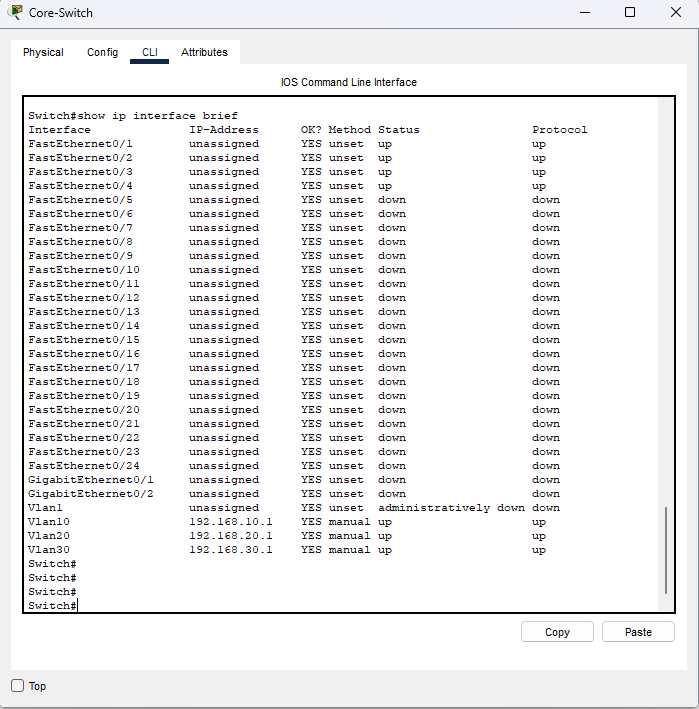 Core-Switch
Physical Config CLI Attributes
IOS Command Line Interface
Switch#show ip interface brief
Interface IP-Address OK? Method Status Protocol
FastEthernet0/1 unassigned YES unset up up
FastEthernet0/2 unassigned YES unset up up
FastEthernet0/3 unassigned YES unset up up
FastEthernet0/4 unassigned YES unset up up
FastEthernet0/5 unassigned YES unset down down
FastEthernet0/6 unassigned YES unset down down
FastEthernet0/7 unassigned YES unset down down
FastEthernet0/8 unassigned YES unset down down
FastEthernet0/9 unassigned YES unset down down
FastEthernet0/10 unassigned YES unset down down
FastEthernet0/11 unassigned YES unset down down
FastEthernet0/12 unassigned YES unset down down
FastEthernet0/13 unassigned YES unset down down
FastEthernet0/14 unassigned YES unset down down
FastEthernet0/15 unassigned YES unset down down
FastEthernet0/16 unassigned YES unset down down
FastEthernet0/17 unassigned YES unset down down
FastEthernet0/18 unassigned YES unset down down
FastEthernet0/19 unassigned YES unset down down
FastEthernet0/20 unassigned YES unset down down
FastEthernet0/21 unassigned YES unset down down
FastEthernet0/22 unassigned YES unset down down
FastEthernet0/23 unassigned YES unset down down
FastEthernet0/24 unassigned YES unset down down
GigabitEthernet0/1 unassigned YES unset down down
GigabitEthernet0/2 unassigned YES unset down down
Vlan1 unassigned YES unset administratively down down
Vlan10 192.168.10.1 YES manual up up
Vlan20 192.168.20.1 YES manual up up
Vlan30 192.168.30.1 YES manual up up
Switch#
Switch#
Switch#
Switch#
Copy Paste
Top